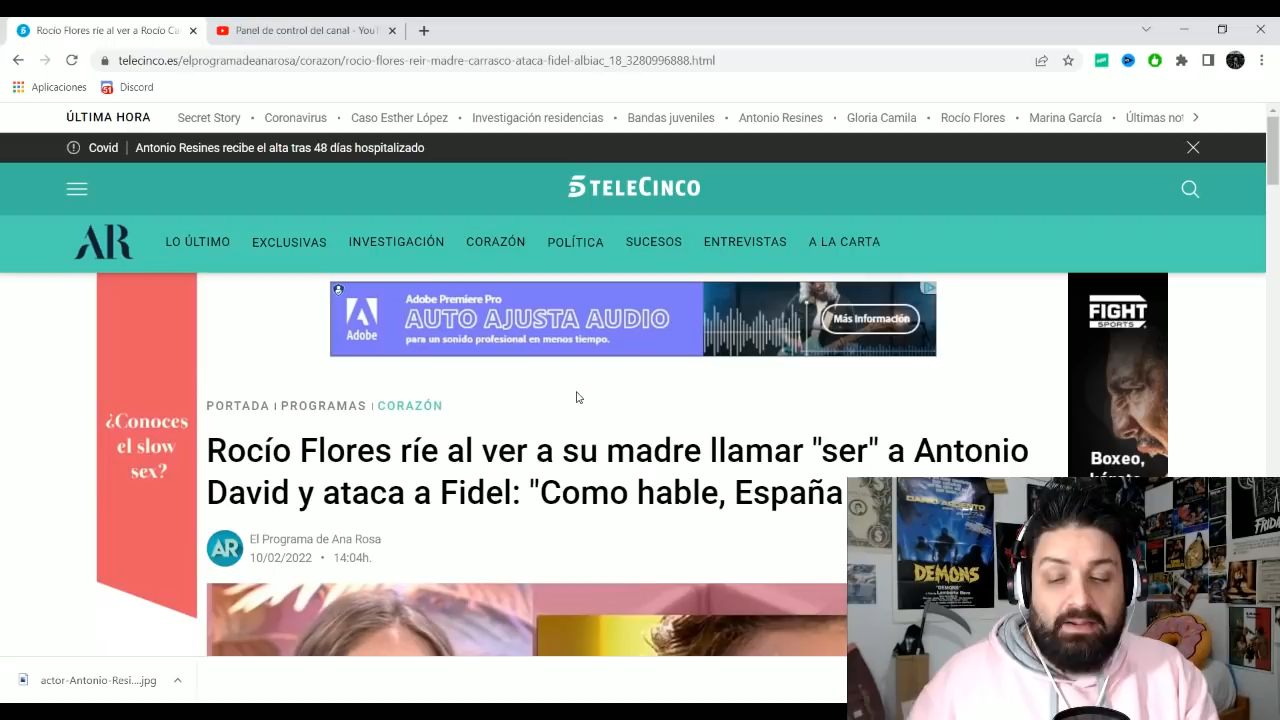 Rocío Flores ríe al ver a Rocío Ca
Panel de control del canal - YouT
telecinco.es/elprogramadeanarosa/corazon/rocio-flores-rein-madre-carrasco-ataca-fidel-albiac_18_3280996888.html
Aplicaciones
Discord
ÚLTIMA HORA
Secret Story • Coronavirus • Caso Esther López • Investigación residencias • Bandas juveniles • Antonio Resines • Gloria Camila • Rocío Flores • Marina García • Últimas not
Covid | Antonio Resines recibe el alta tras 48 días hospitalizado
TELECINCO
AR
LO ÚLTIMO EXCLUSIVAS INVESTIGACIÓN CORAZÓN POLÍTICA SUCESOS ENTREVISTAS A LA CARTA
Adobe
Adobe Premiere Pro
AUTO AJUSTA AUDIO
para un sonido profesional en menos tiempo.
Más información
FIGHT
SPORTS
Boxeo,
¿Conoces
el slow
sex?
PORTADA | PROGRAMAS | CORAZÓN
Rocío Flores ríe al ver a su madre llamar "ser" a Antonio
David y ataca a Fidel: "Como hable, España
AR
El Programa de Ana Rosa
10/02/2022 • 14:04h.
DEMONS
actor-Antonio-Resi....jpg